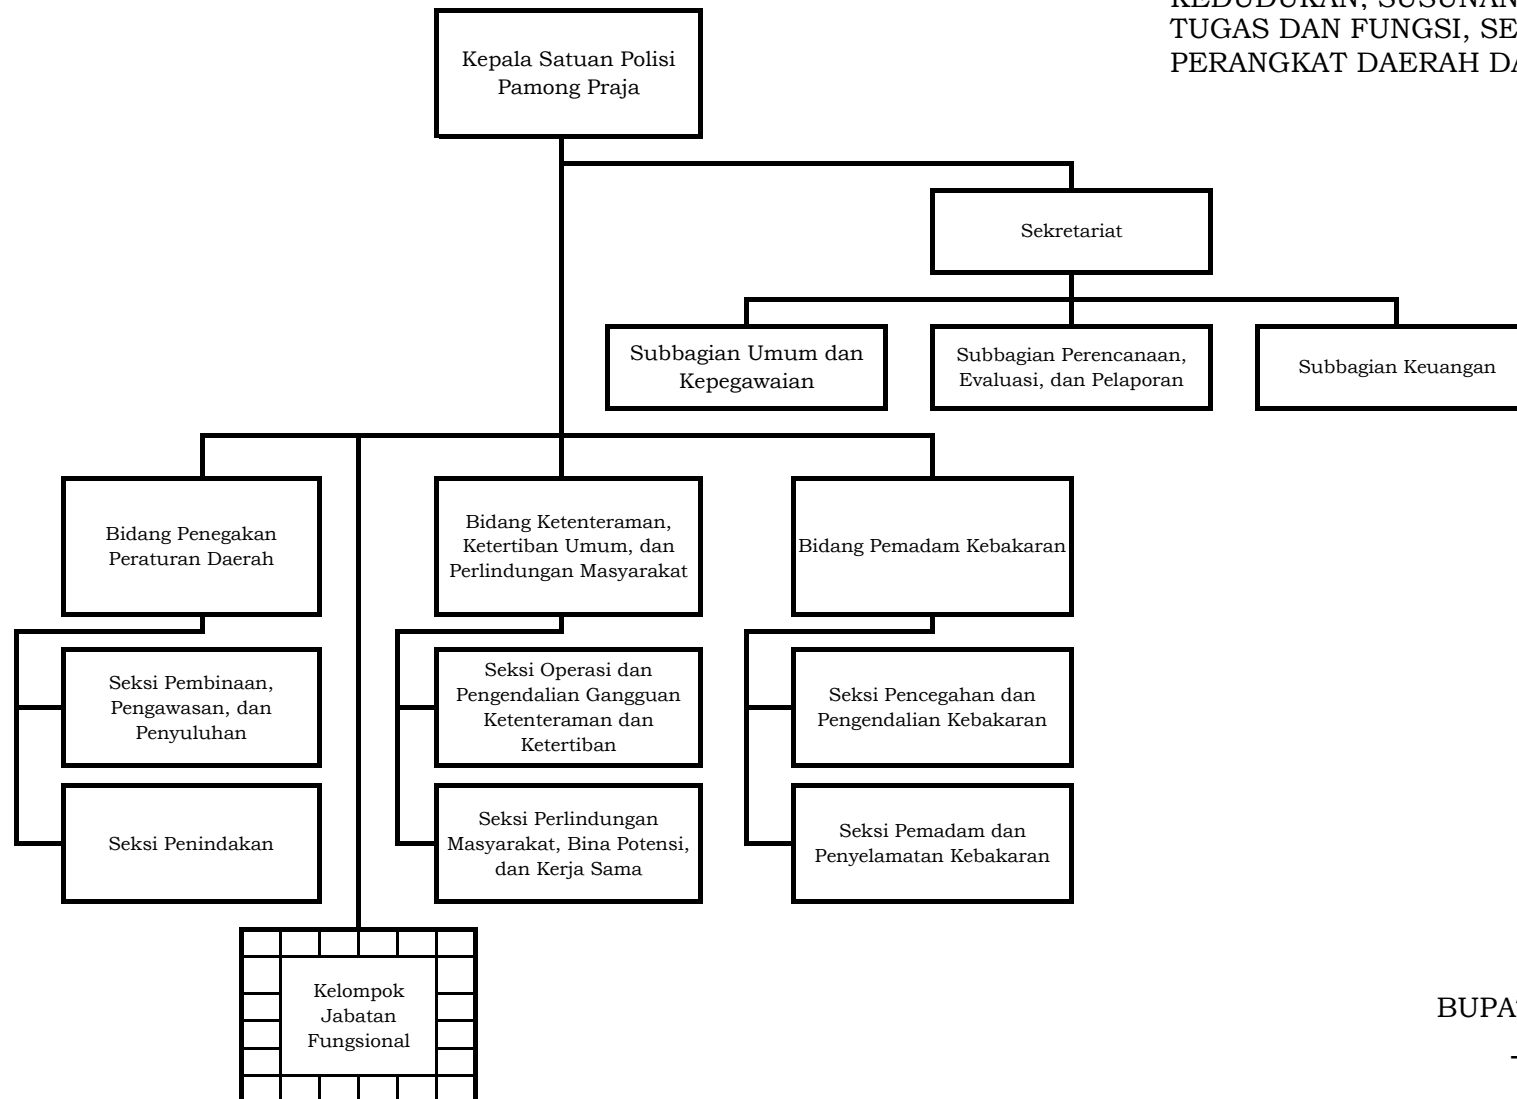 KEDUDUKAN, SUSUNAN
TUGAS DAN FUNGSI, SE
PERANGKAT DAERAH DA
Kepala Satuan Polisi
Pamong Praja
Sekretariat
Subbagian Umum dan
Kepegawaian
Subbagian Perencanaan,
Evaluasi, dan Pelaporan
Subbagian Keuangan
Bidang Penegakan
Peraturan Daerah
Bidang Ketenteraman,
Ketertiban Umum, dan
Perlindungan Masyarakat
Bidang Pemadam Kebakaran
Seksi Pembinaan,
Pengawasan, dan
Penyuluhan
Seksi Operasi dan
Pengendalian Gangguan
Ketenteraman dan
Ketertiban
Seksi Pencegahan dan
Pengendalian Kebakaran
Seksi Penindakan
Seksi Perlindungan
Masyarakat, Bina Potensi,
dan Kerja Sama
Seksi Pemadam dan
Penyelamatan Kebakaran
Kelompok
Jabatan
Fungsional
BUPA